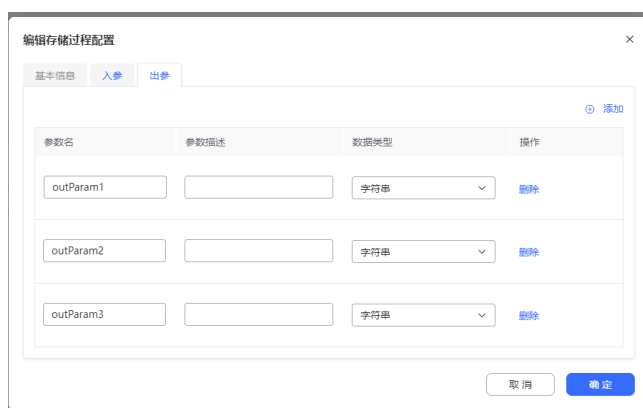 编辑存储过程配置
基本信息 入参 出参
添加
参数名 参数描述 数据类型 操作
outParam1 字符串 删除
outParam2 字符串 删除
outParam3 字符串 删除
取消 确定